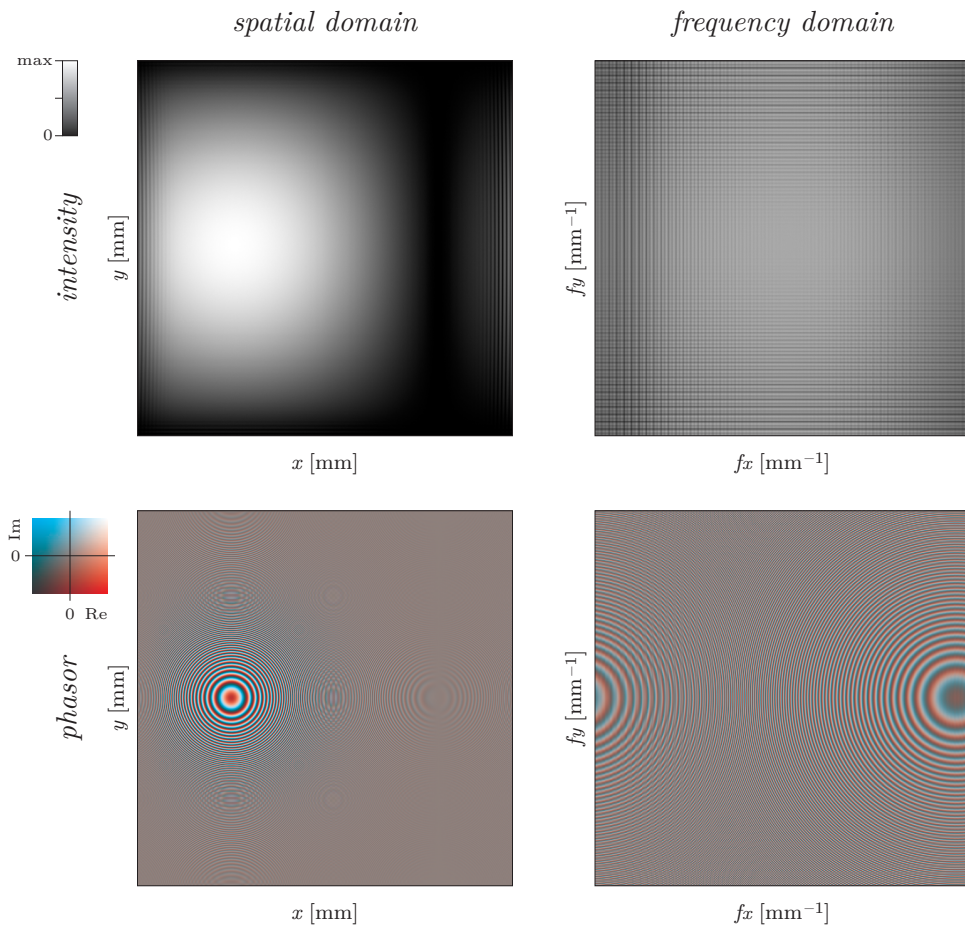 spatial domain
frequency domain
max
0
intensity
y [mm]
fy [mm⁻¹]
x [mm]
fx [mm⁻¹]
Im
0
0 Re
phasor
y [mm]
fy [mm⁻¹]
x [mm]
fx [mm⁻¹]